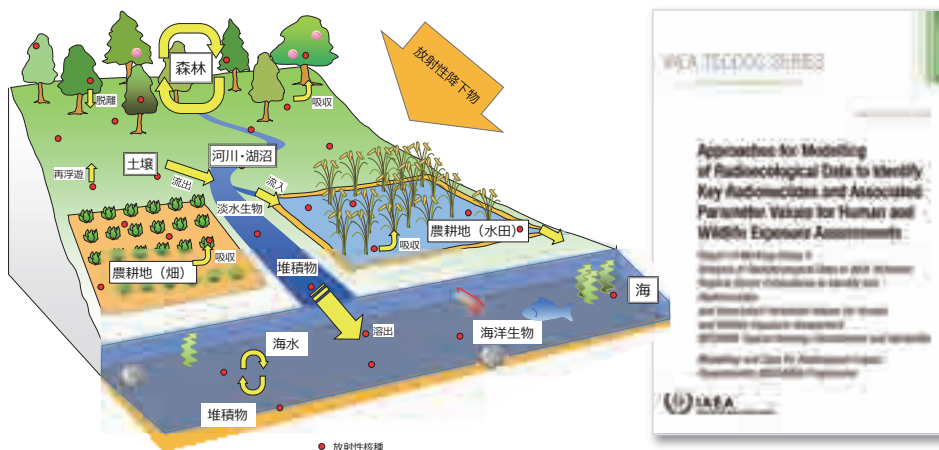 放射性降下物
森林
脱離
吸収
土壌
河川・湖沼
再浮遊
流出
流入
淡水生物
農耕地（水田）
吸収
農耕地（畑）
吸収
堆積物
海
溶出
海洋生物
海水
堆積物
放射性核種
IAEA TECDOC SERIES
Approaches for Modelling
of Radioecological Data to Identify
Key Radionuclides and Associated
Parameter Values for Human and
Wildlife Exposure Assessments
IAEA